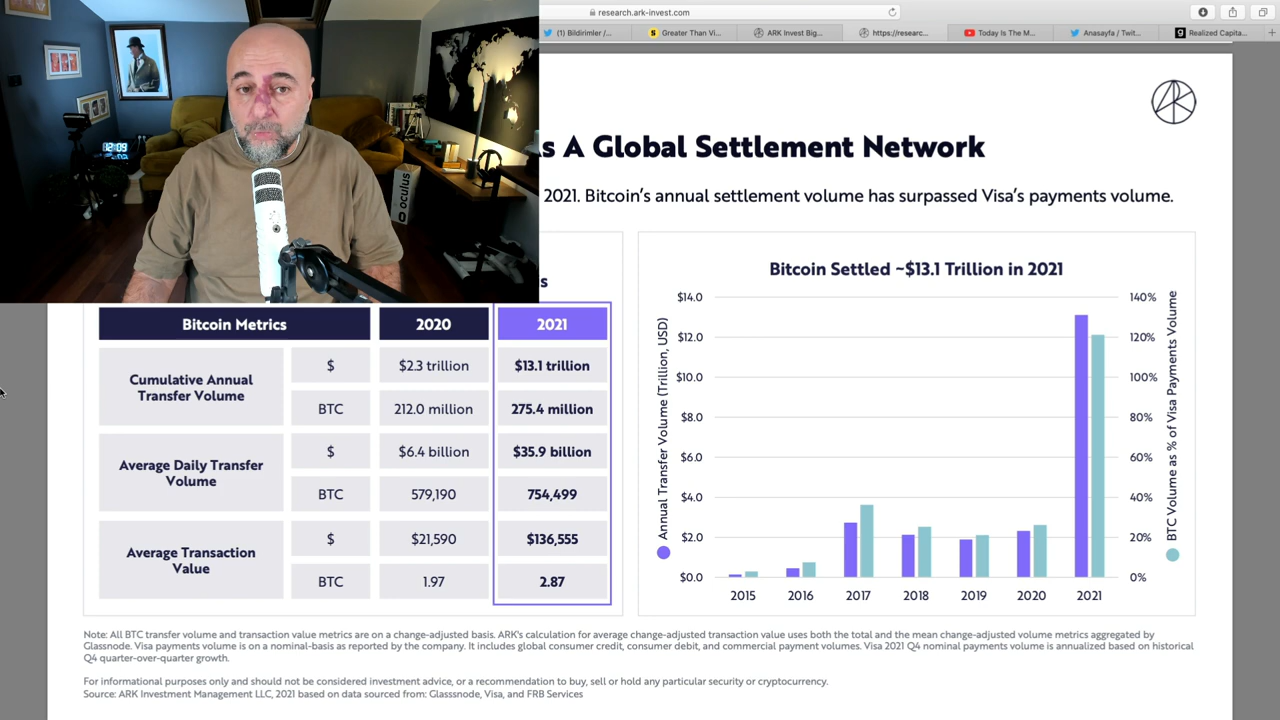 research.ark-invest.com
(1) Bildirimler /...
Greater Than Vi...
ARK Invest Big...
https://researc...
Today Is The M...
Anasayfa / Twit...
Realized Capita...
12:09
oculus
s A Global Settlement Network
2021. Bitcoin’s annual settlement volume has surpassed Visa’s payments volume.
s
Bitcoin Metrics 2020 2021
Cumulative Annual
Transfer Volume
$ $2.3 trillion $13.1 trillion
BTC 212.0 million 275.4 million
Average Daily Transfer
Volume
$ $6.4 billion $35.9 billion
BTC 579,190 754,499
Average Transaction
Value
$ $21,590 $136,555
BTC 1.97 2.87
Bitcoin Settled ~$13.1 Trillion in 2021
Annual Transfer Volume (Trillion, USD)
$14.0
$12.0
$10.0
$8.0
$6.0
$4.0
$2.0
$0.0
140%
120%
100%
80%
60%
40%
20%
0%
BTC Volume as % of Visa Payments Volume
2015 2016 2017 2018 2019 2020 2021
Note: All BTC transfer volume and transaction value metrics are on a change-adjusted basis. ARK's calculation for average change-adjusted transaction value uses both the total and the mean change-adjusted volume metrics aggregated by
Glassnode. Visa payments volume is on a nominal-basis as reported by the company. It includes global consumer credit, consumer debit, and commercial payment volumes. Visa 2021 Q4 nominal payments volume is annualized based on historical
Q4 quarter-over-quarter growth.
For informational purposes only and should not be considered investment advice, or a recommendation to buy, sell or hold any particular security or cryptocurrency.
Source: ARK Investment Management LLC, 2021 based on data sourced from: Glasssnode, Visa, and FRB Services